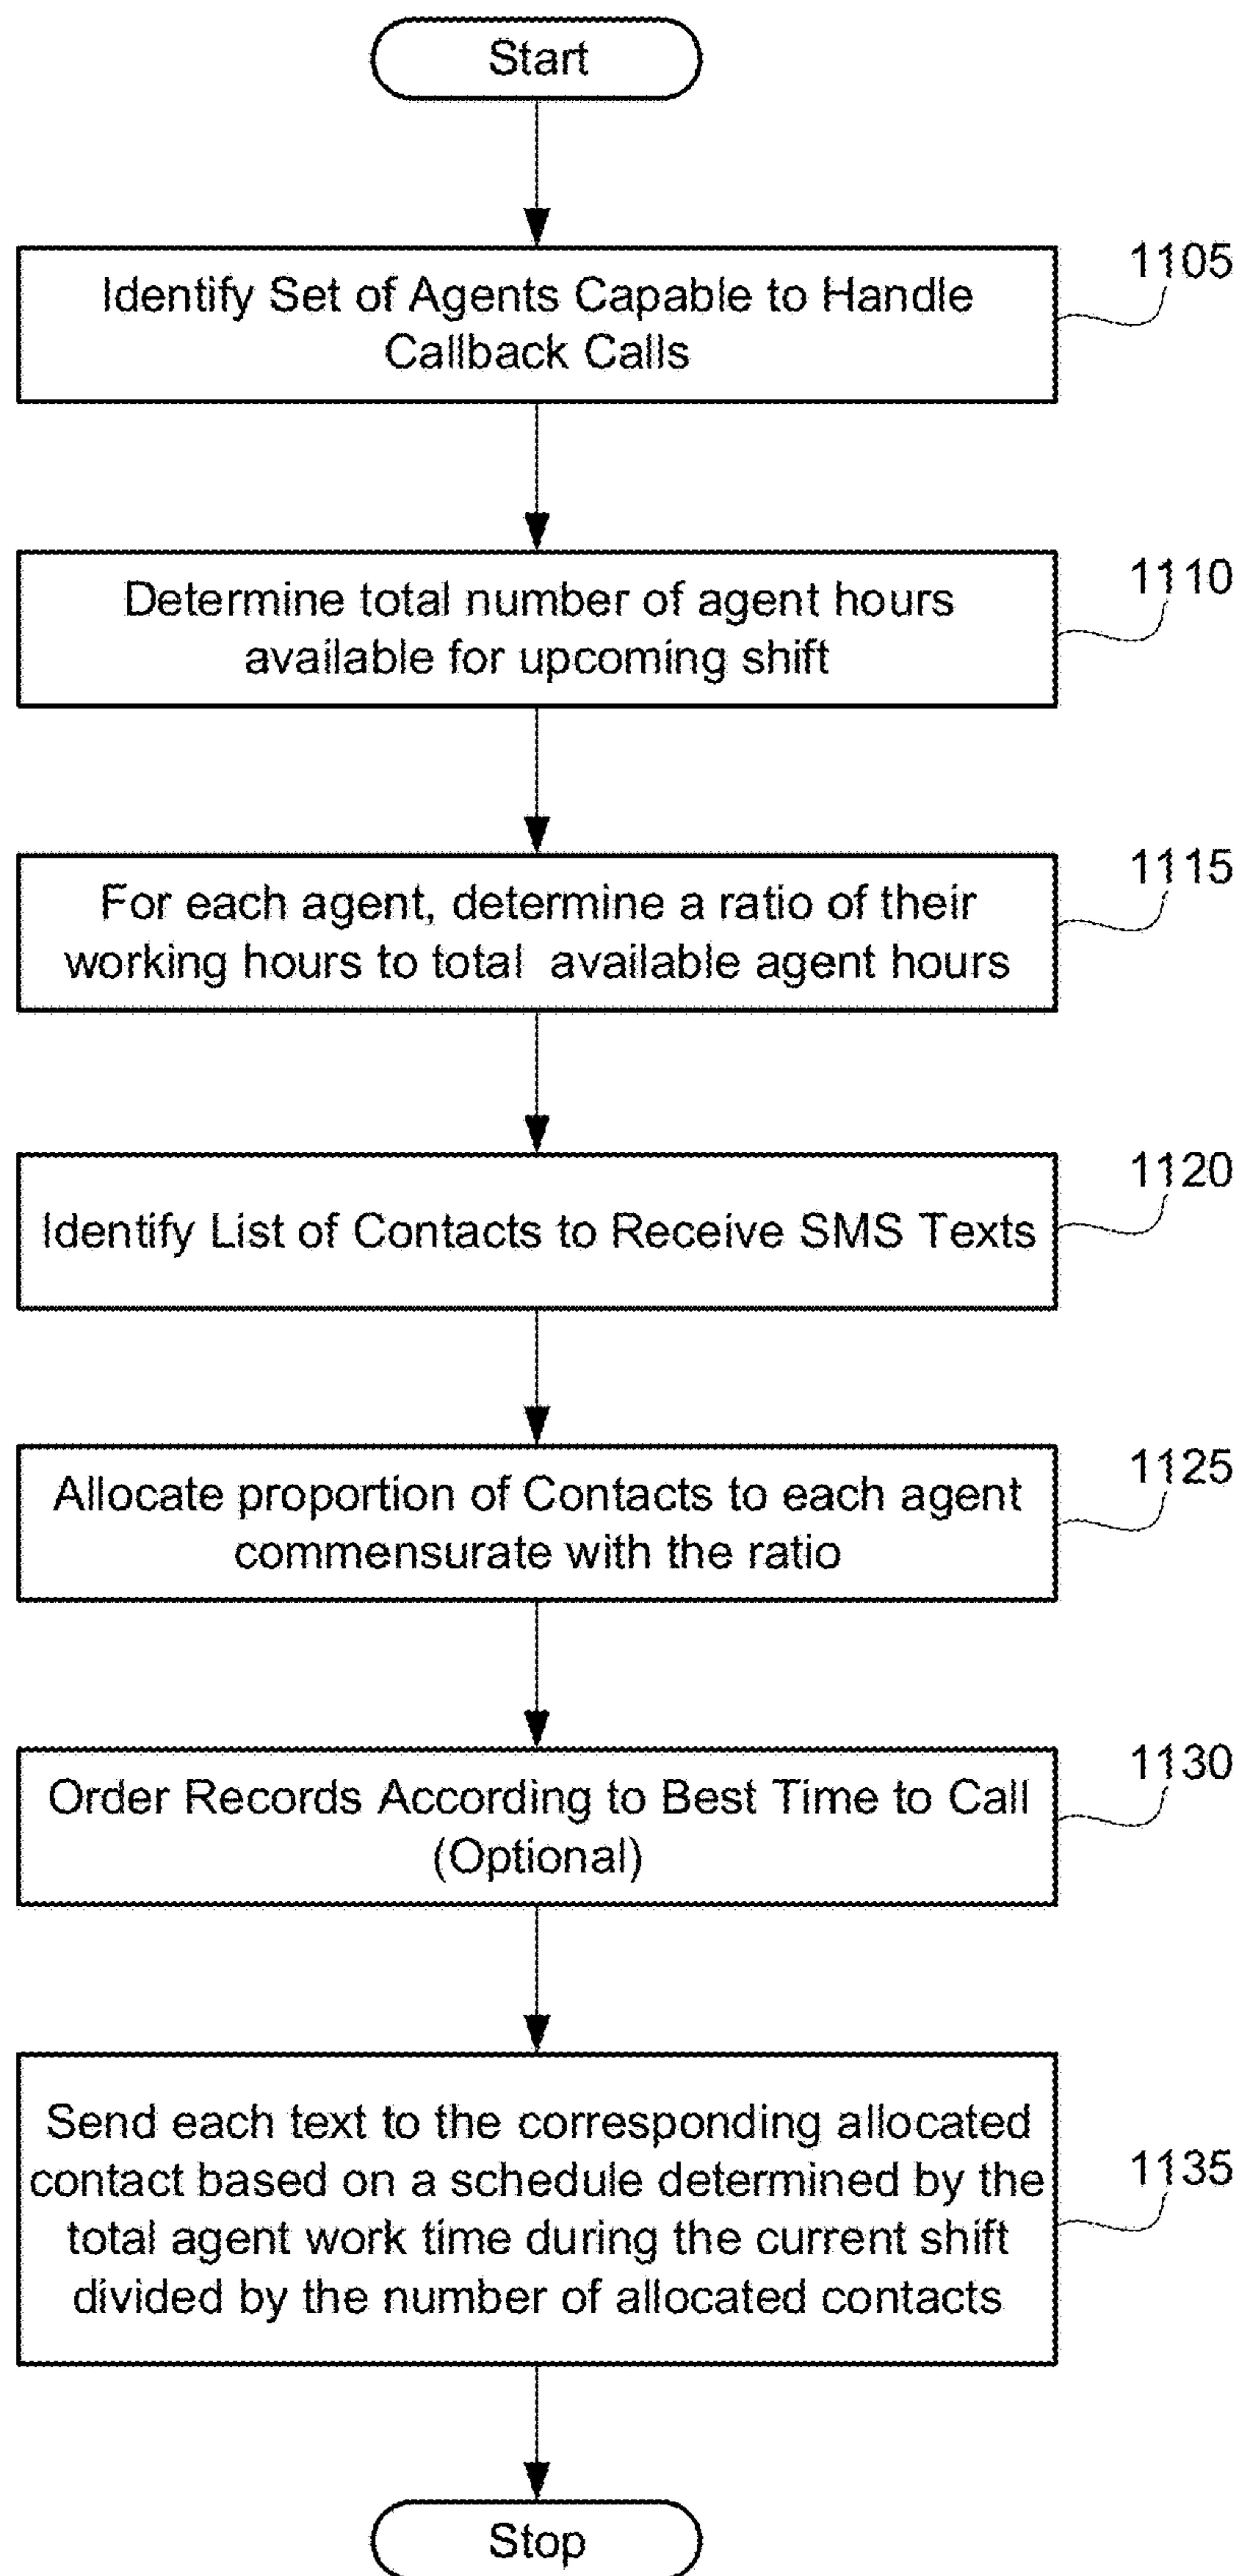 Start
Identify Set of Agents Capable to Handle
Callback Calls
1105
Determine total number of agent hours
available for upcoming shift
1110
For each agent, determine a ratio of their
working hours to total available agent hours
1115
Identify List of Contacts to Receive SMS Texts
1120
Allocate proportion of Contacts to each agent
commensurate with the ratio
1125
Order Records According to Best Time to Call
(Optional)
1130
Send each text to the corresponding allocated
contact based on a schedule determined by the
total agent work time during the current shift
divided by the number of allocated contacts
1135
Stop